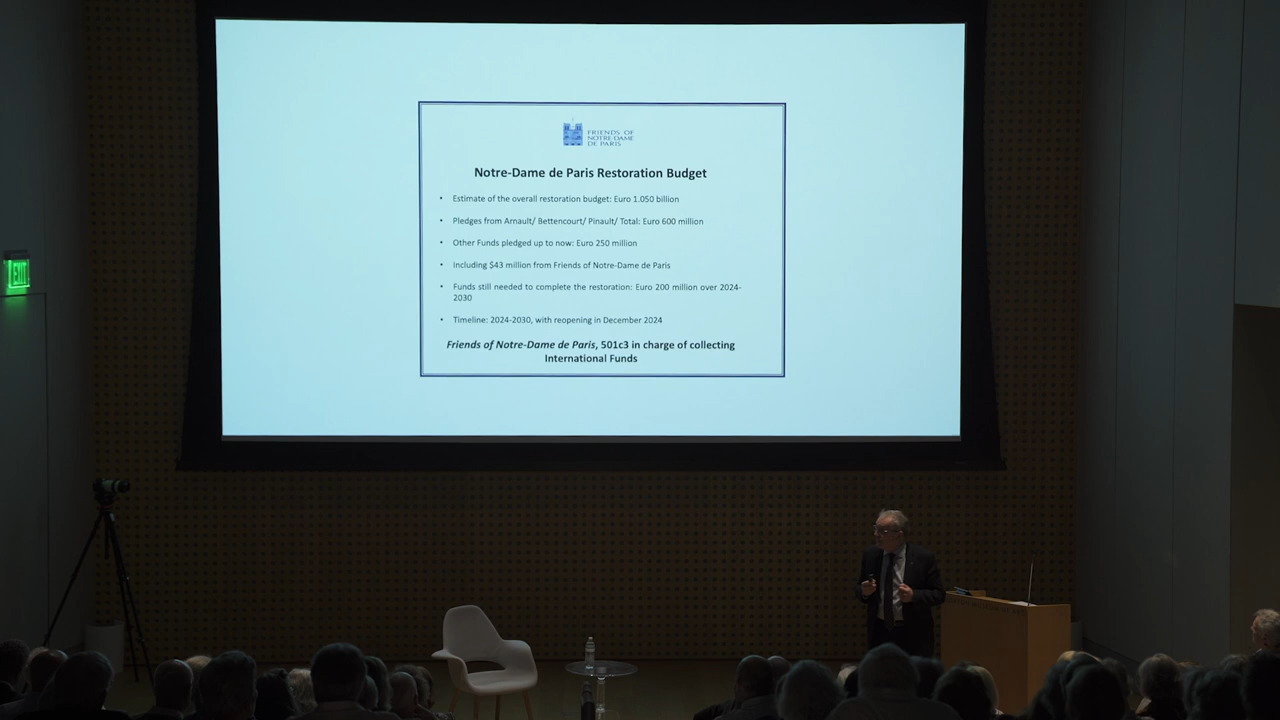 EXIT
FRIENDS OF
NOTRE-DAME
DE PARIS
Notre-Dame de Paris Restoration Budget
• Estimate of the overall restoration budget: Euro 1.050 billion
• Pledges from Arnault/ Bettencourt/ Pinault/ Total: Euro 600 million
• Other Funds pledged up to now: Euro 250 million
• Including $43 million from Friends of Notre-Dame de Paris
• Funds still needed to complete the restoration: Euro 200 million over 2024-
2030
• Timeline: 2024-2030, with reopening in December 2024
Friends of Notre-Dame de Paris, 501c3 in charge of collecting
International Funds